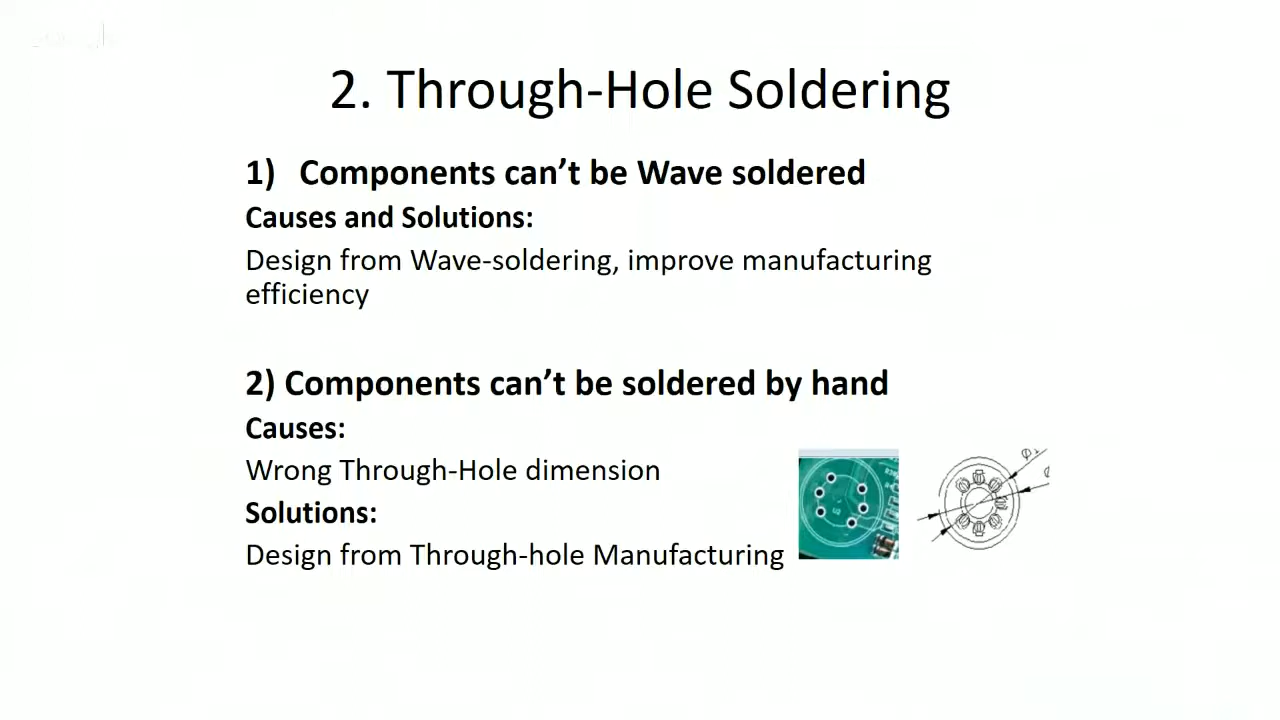 2. Through-Hole Soldering
1) Components can’t be Wave soldered
Causes and Solutions:
Design from Wave-soldering, improve manufacturing
efficiency
2) Components can’t be soldered by hand
Causes:
Wrong Through-Hole dimension
Solutions:
Design from Through-hole Manufacturing